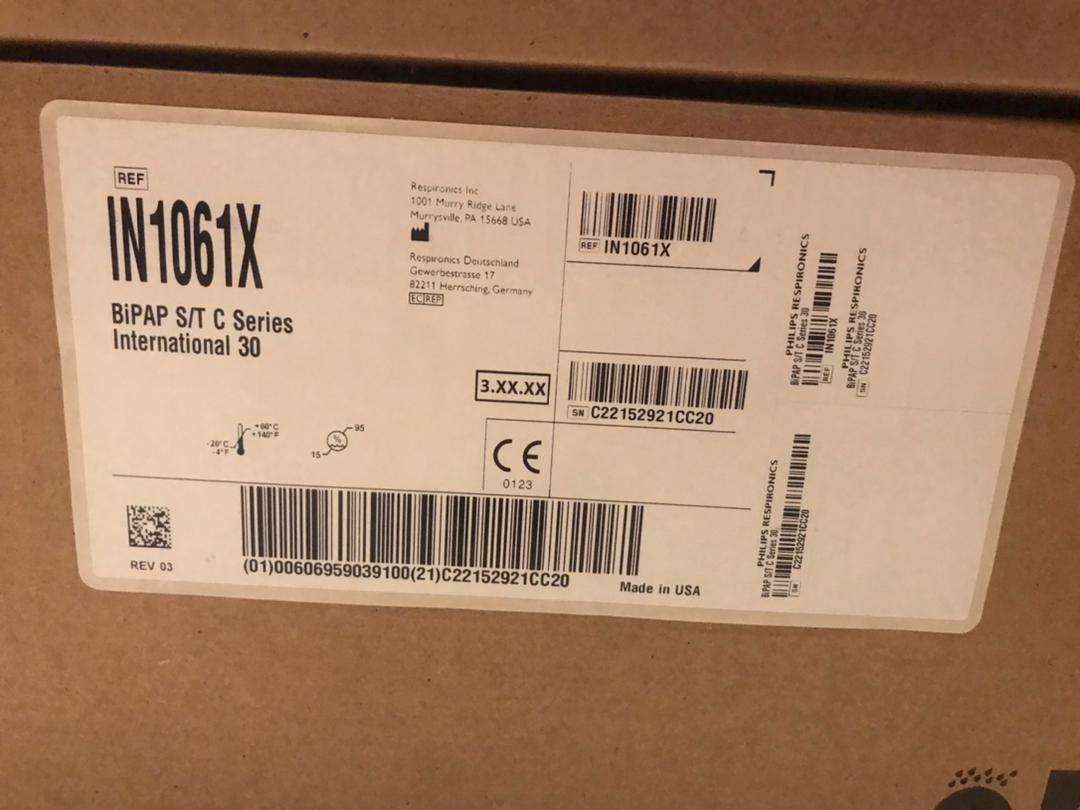 REF
IN1061X
BiPAP S/T C Series
International 30
Respironics Inc
1001 Murry Ridge Lane
Murrysville, PA 15668 USA
Respironics Deutschland
Gewerbestrasse 17
82211 Herrsching, Germany
EC REP
3.XX.XX
-20°C
-4°F
+60°C
+140°F
%
15
95
CE
0123
REF IN1061X
SN C22152921CC20
PHILIPS RESPIRONICS
BiPAP S/T C Series 30
REF IN1061X
PHILIPS RESPIRONICS
BiPAP S/T C Series 30
SN C22152921CC20
PHILIPS RESPIRONICS
BiPAP S/T C Series 30
SN C22152921CC20
REV 03
(01)00606959039100(21)C22152921CC20
Made in USA